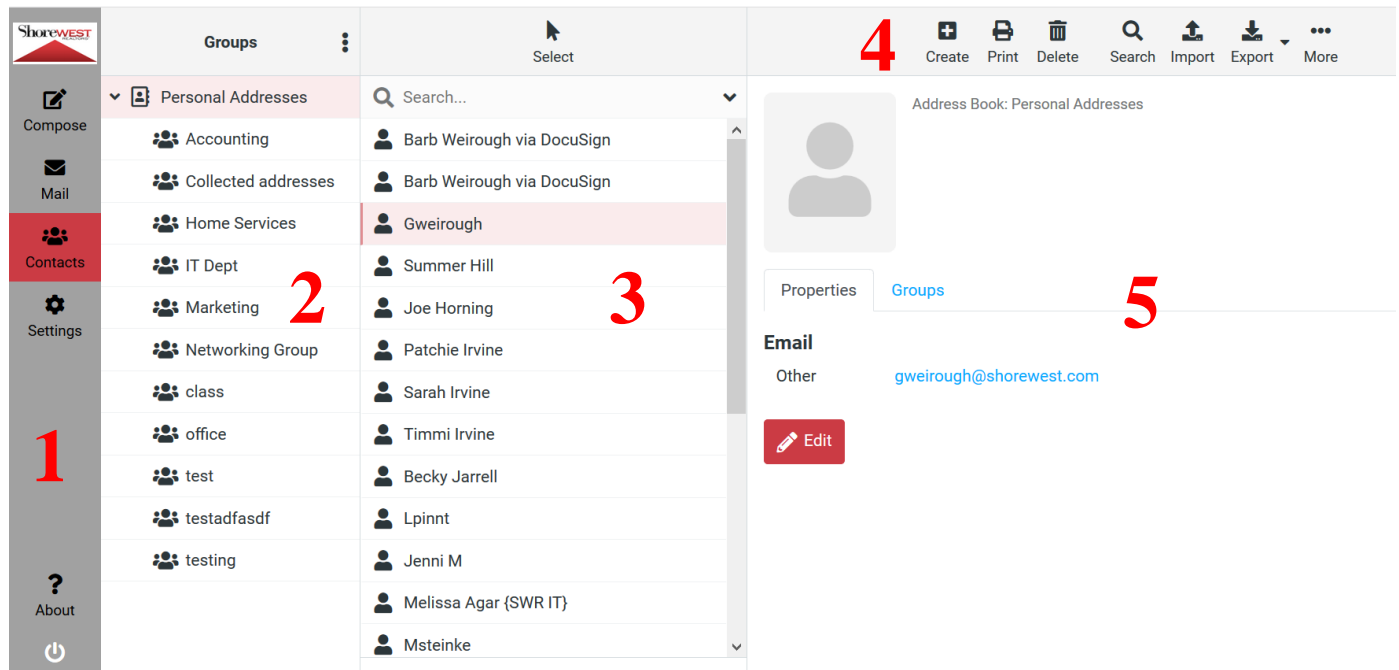 ShoreWEST
REALTORS
Compose
Mail
Contacts
Settings
1
About
Groups
Personal Addresses
Accounting
Collected addresses
Home Services
IT Dept
Marketing
Networking Group
class
office
test
testadfasdf
testing
2
Select
Search...
Barb Weirough via DocuSign
Barb Weirough via DocuSign
Gweirough
Summer Hill
Joe Horning
Patchie Irvine
Sarah Irvine
Timmi Irvine
Becky Jarrell
Lpinnt
Jenni M
Melissa Agar {SWR IT}
Msteinke
3
4
Create Print Delete Search Import Export More
Address Book: Personal Addresses
Properties Groups
5
Email
Other gweirough@shorewest.com
Edit